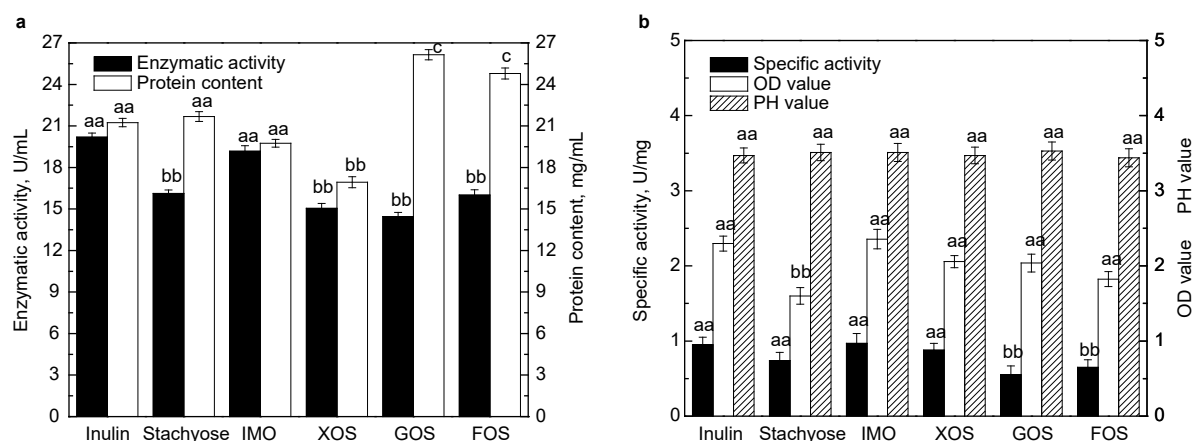 a
27
24
21
18
15
12
9
6
3
0
Enzymatic activity, U/mL
Enzymatic activity
Protein content
aa
aa
bb
aa
aa
aa
bb
bb
bb
c
bb
c
27
24
21
18
15
12
9
6
3
0
Protein content, mg/mL
Inulin Stachyose IMO XOS GOS FOS
b
5
4
3
2
1
0
Specific activity, U/mg
Specific activity
OD value
PH value
aa
aa
aa
aa
bb
aa
aa
aa
aa
aa
aa
aa
bb
aa
aa
bb
aa
aa
5
4
3
2
1
0
OD value PH value
Inulin Stachyose IMO XOS GOS FOS